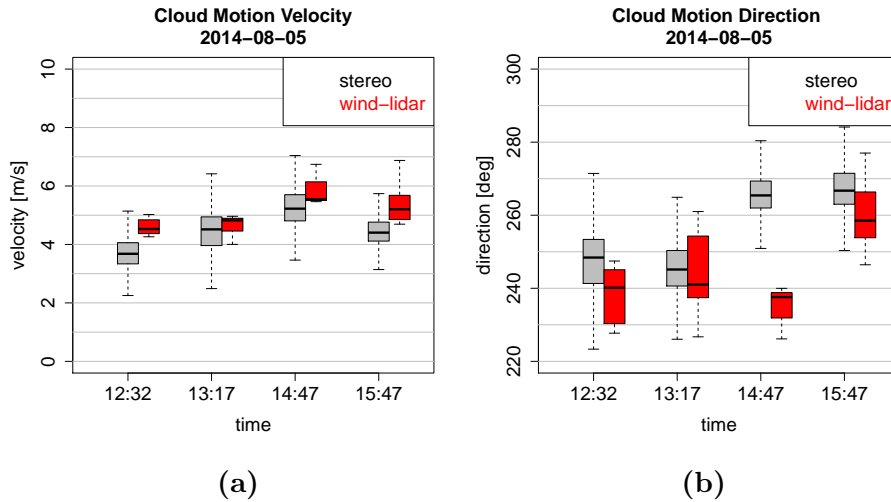 Cloud Motion Velocity
2014−08−05
stereo
wind−lidar
velocity [m/s]
10
8
6
4
2
0
12:32 13:17 14:47 15:47
time
(a)
Cloud Motion Direction
2014−08−05
stereo
wind−lidar
direction [deg]
300
280
260
240
220
12:32 13:17 14:47 15:47
time
(b)